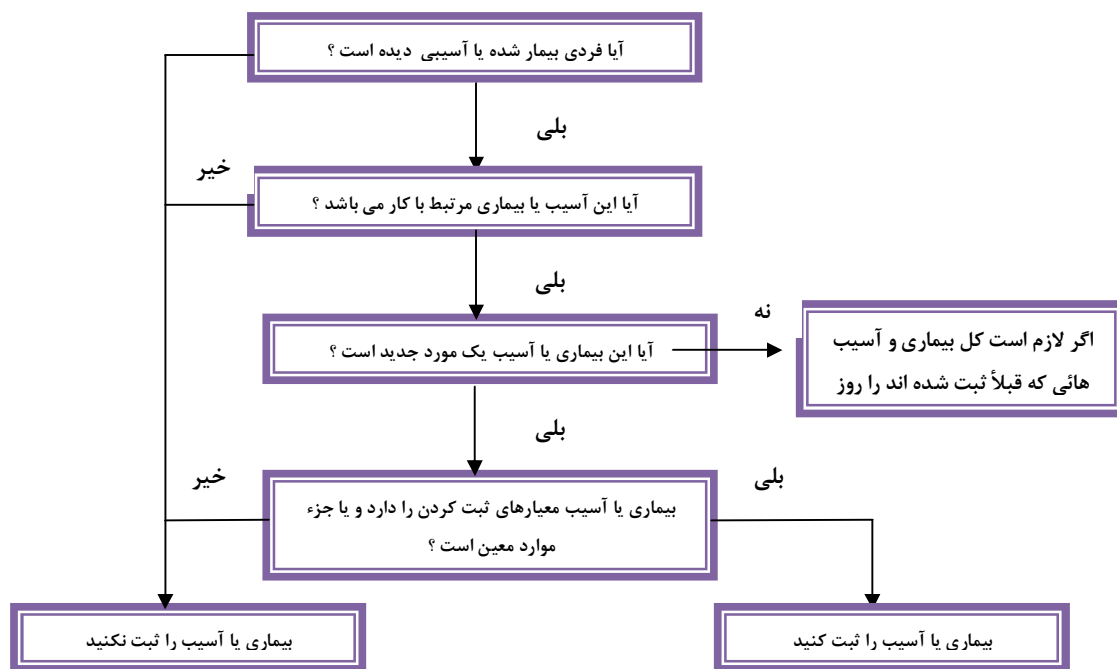 آیا فردی بیمار شده یا آسیبی دیده است ؟
بلی
خیر
آیا این آسیب یا بیماری مرتبط با کار می باشد ؟
بلی
نه
آیا این بیماری یا آسیب یک مورد جدید است ؟
اگر لازم است کل بیماری و آسیب
هائی که قبلاً ثبت شده اند را روز
بلی
خیر
بلی
بیماری یا آسیب معیارهای ثبت کردن را دارد و یا جزء
موارد معین است ؟
بیماری یا آسیب را ثبت کنید
بیماری یا آسیب را ثبت نکنید